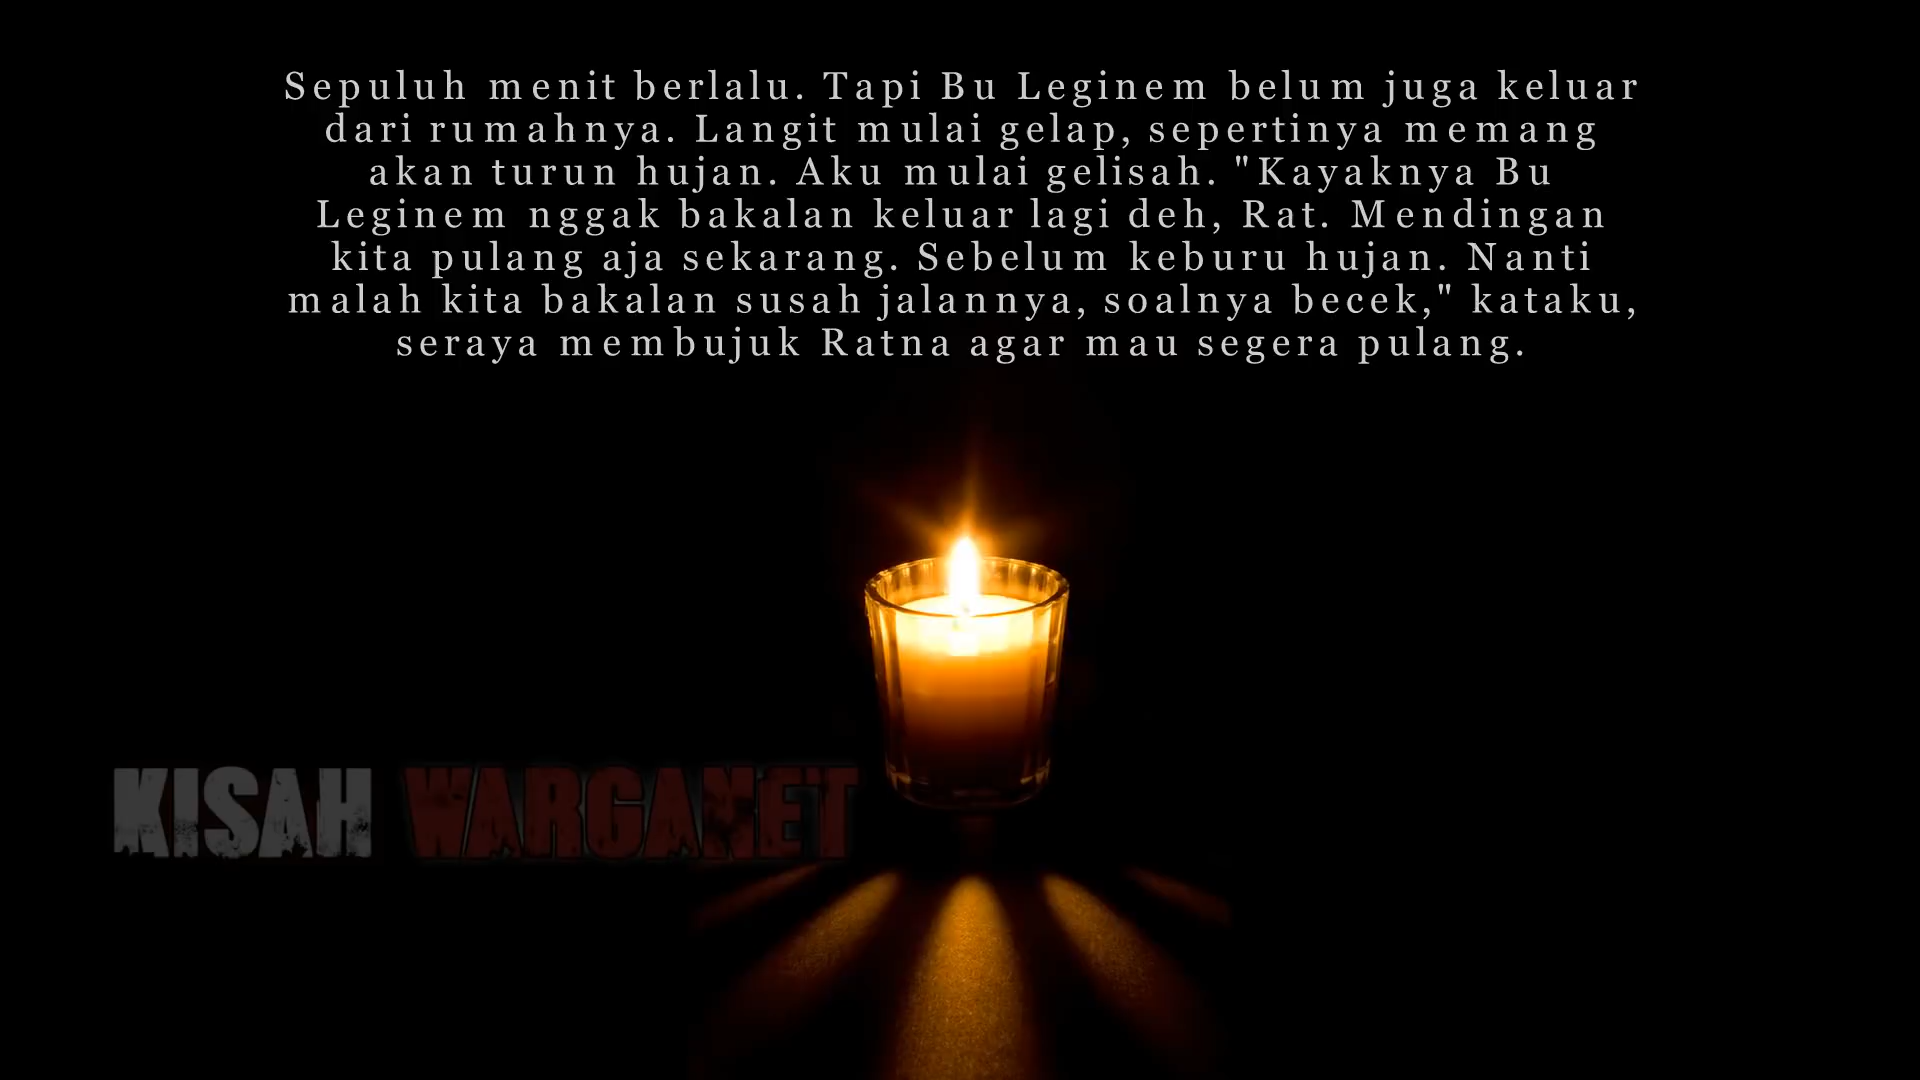 Sepuluh menit berlalu. Tapi Bu Leginem belum juga keluar
dari rumahnya. Langit mulai gelap, sepertinya memang
akan turun hujan. Aku mulai gelisah. "Kayaknya Bu
Leginem nggak bakalan keluar lagi deh, Rat. Mendingan
kita pulang aja sekarang. Sebelum keburu hujan. Nanti
malah kita bakalan susah jalannya, soalnya becek," kataku,
seraya membujuk Ratna agar mau segera pulang.
KISAH WARGANET